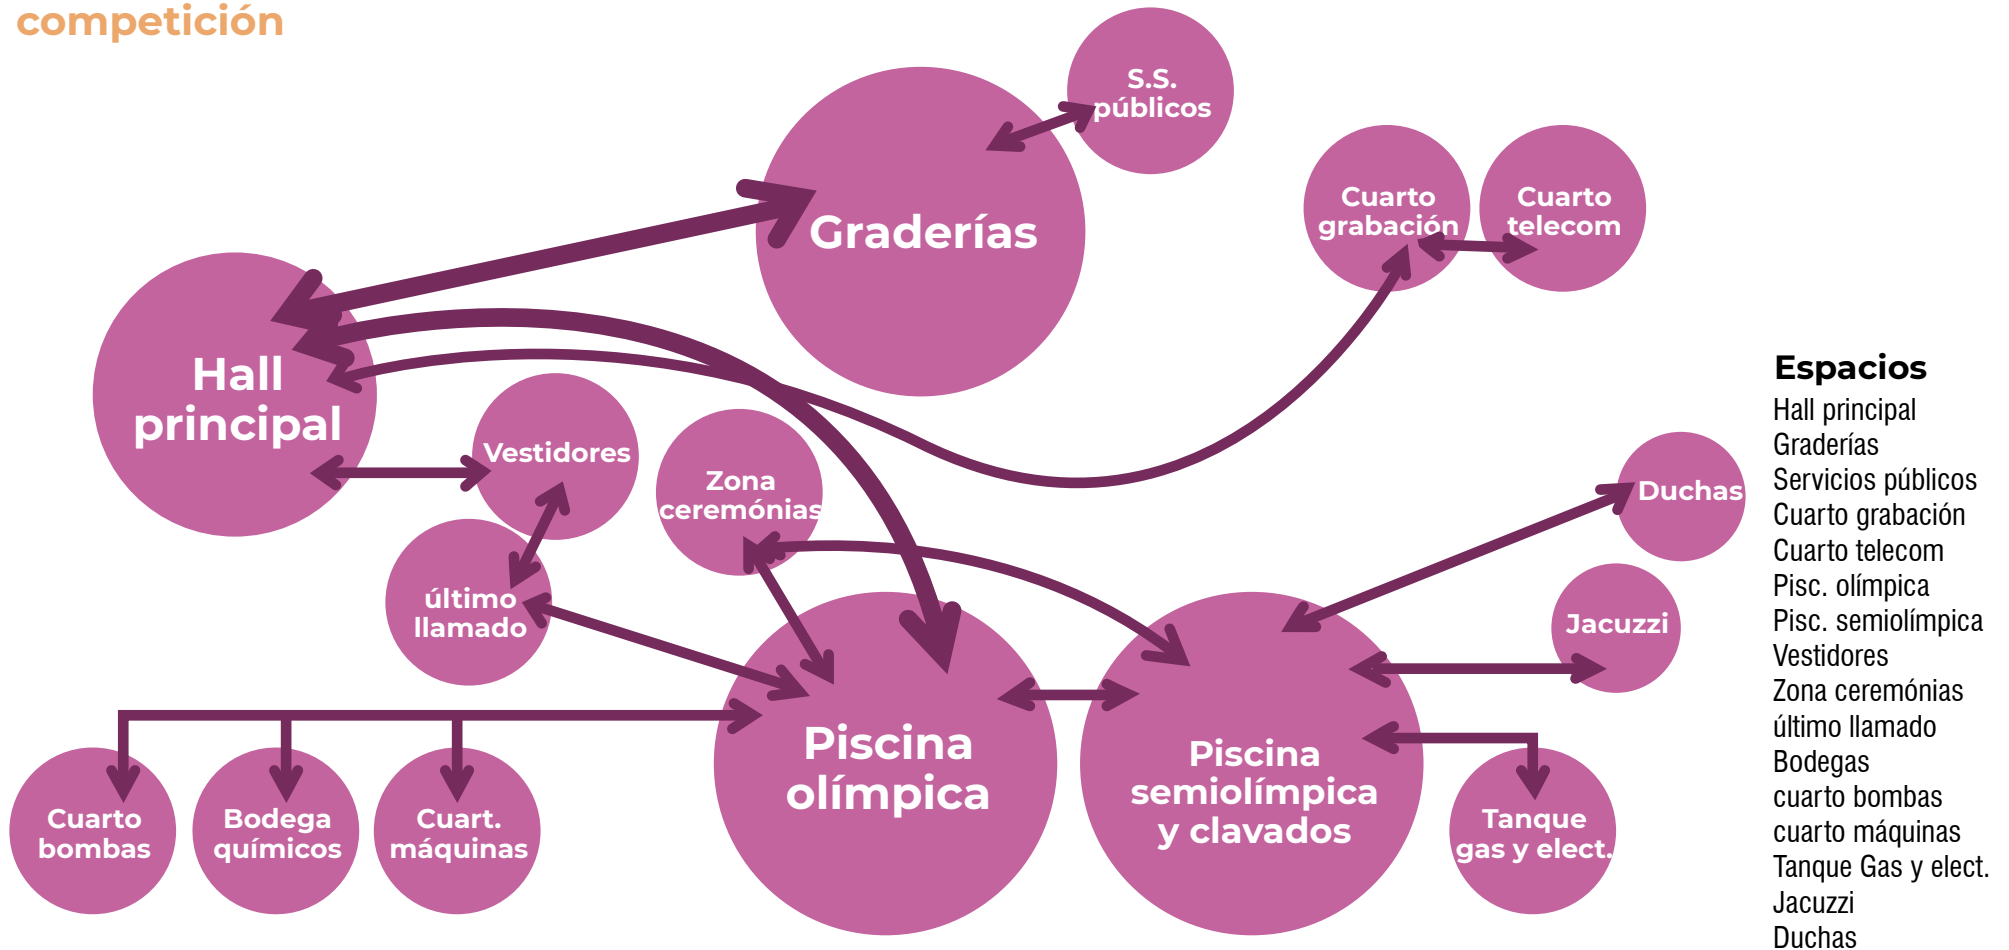 competición
S.S.
públicos
Graderías
Cuarto
grabación
Cuarto
telecom
Hall
principal
Vestidores
Zona
ceremónias
último
llamado
Duchas
Jacuzzi
Piscina
olímpica
Piscina
semiolímpica
y clavados
Cuarto
bombas
Bodega
químicos
Cuart.
máquinas
Tanque
gas y elect.
Espacios
Hall principal
Graderías
Servicios públicos
Cuarto grabación
Cuarto telecom
Pisc. olímpica
Pisc. semiolímpica
Vestidores
Zona ceremónias
último llamado
Bodegas
cuarto bombas
cuarto máquinas
Tanque Gas y elect.
Jacuzzi
Duchas